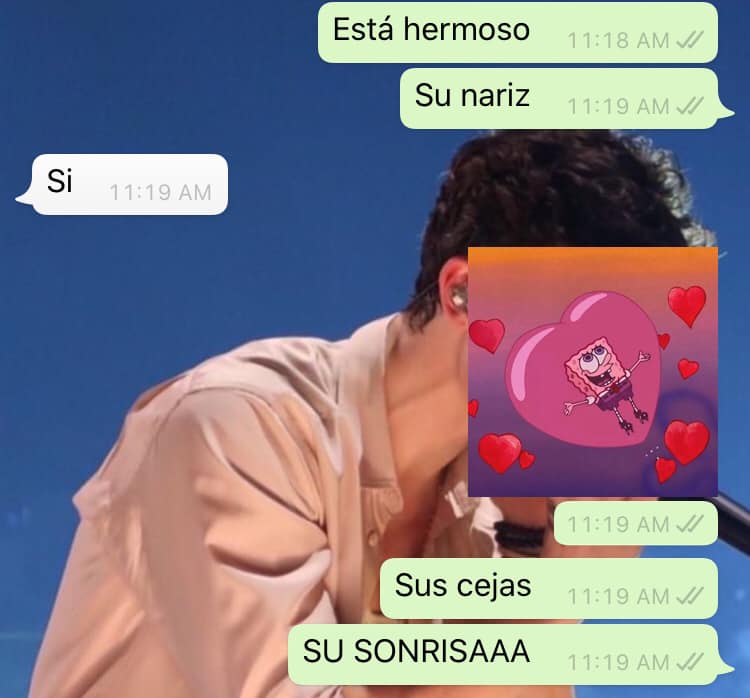 Está hermoso 11:18 AM
Su nariz 11:19 AM
Si 11:19 AM
11:19 AM
Sus cejas 11:19 AM
SU SONRISAAA 11:19 AM